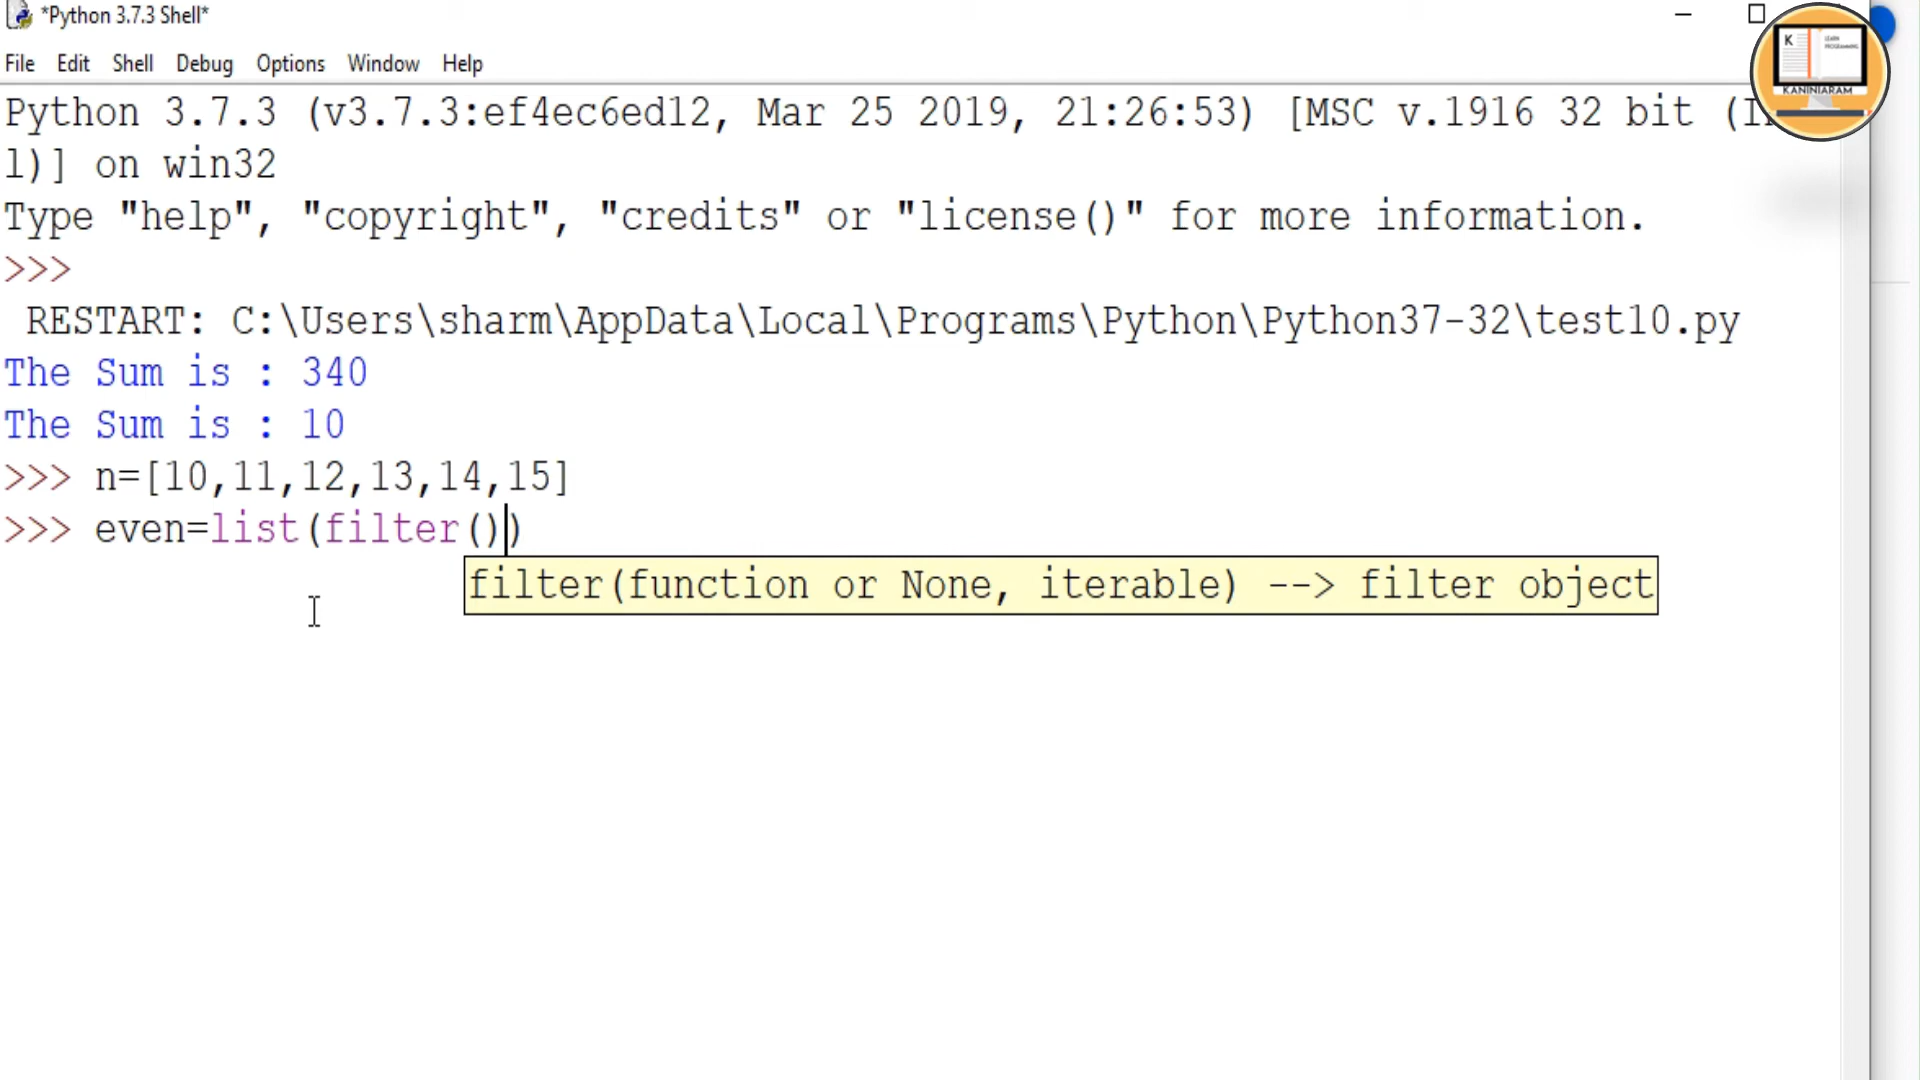 *Python 3.7.3 Shell*
File Edit Shell Debug Options Window Help
K LEARN PROGRAMMING
KANINIARAM
Python 3.7.3 (v3.7.3:ef4ec6ed12, Mar 25 2019, 21:26:53) [MSC v.1916 32 bit (I
l)] on win32
Type "help", "copyright", "credits" or "license()" for more information.
>>>
RESTART: C:\Users\sharm\AppData\Local\Programs\Python\Python37-32\test10.py
The Sum is : 340
The Sum is : 10
>>> n=[10,11,12,13,14,15]
>>> even=list(filter())
filter(function or None, iterable) --> filter object